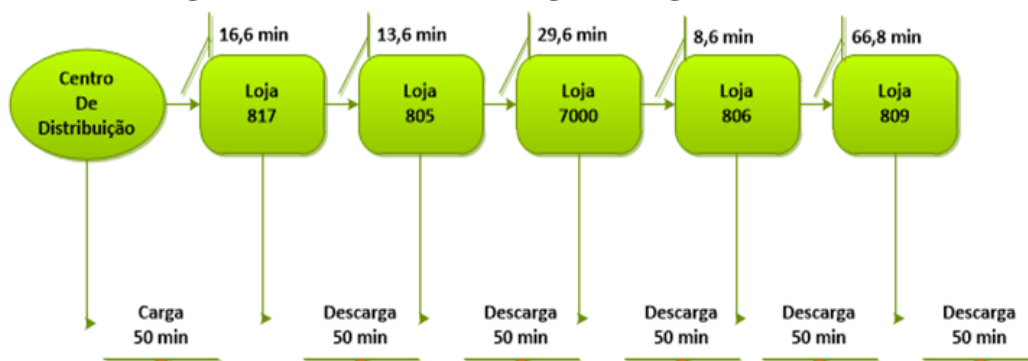 16,6 min
13,6 min
29,6 min
8,6 min
66,8 min
Centro
De
Distribuição
Loja
817
Loja
805
Loja
7000
Loja
806
Loja
809
Carga
50 min
Descarga
50 min
Descarga
50 min
Descarga
50 min
Descarga
50 min
Descarga
50 min